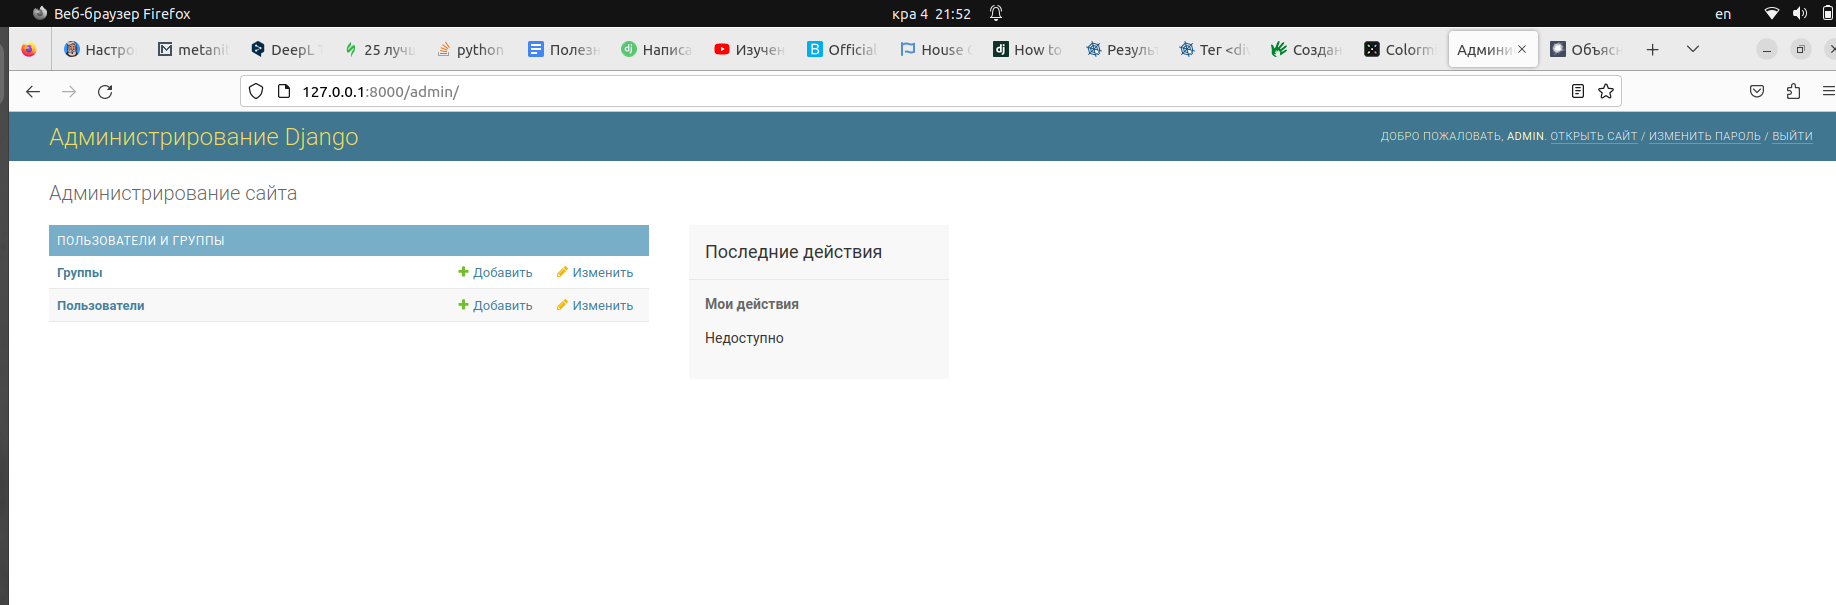 Веб-браузер Firefox
кра 4 21:52
en
Настро
metanit
DeepL
25 лучш
python
Полезн
Написа
Изучен
Official
House
How to
Резуль
Тег <di
Создан
Colorm
Админи
Объясн
127.0.0.1:8000/admin/
Администрирование Django
ДОБРО ПОЖАЛОВАТЬ, ADMIN. ОТКРЫТЬ САЙТ / ИЗМЕНИТЬ ПАРОЛЬ / ВЫЙТИ
Администрирование сайта
ПОЛЬЗОВАТЕЛИ И ГРУППЫ
Группы Добавить Изменить
Пользователи Добавить Изменить
Последние действия
Мои действия
Недоступно